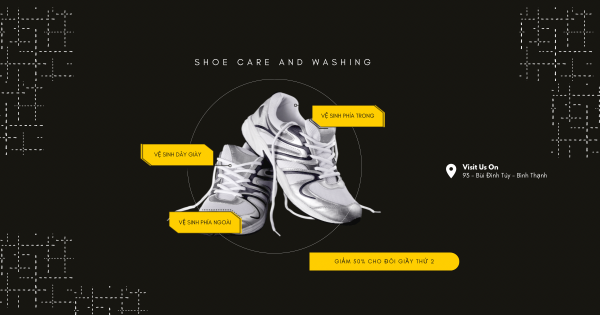 SHOE CARE AND WASHING
VỆ SINH PHÍA TRONG
VỆ SINH DÂY GIÀY
Visit Us On
95 - Bùi Đình Túy - Bình Thạnh
VỆ SINH PHÍA NGOÀI
GIẢM 50% CHO ĐÔI GIÀY THỨ 2